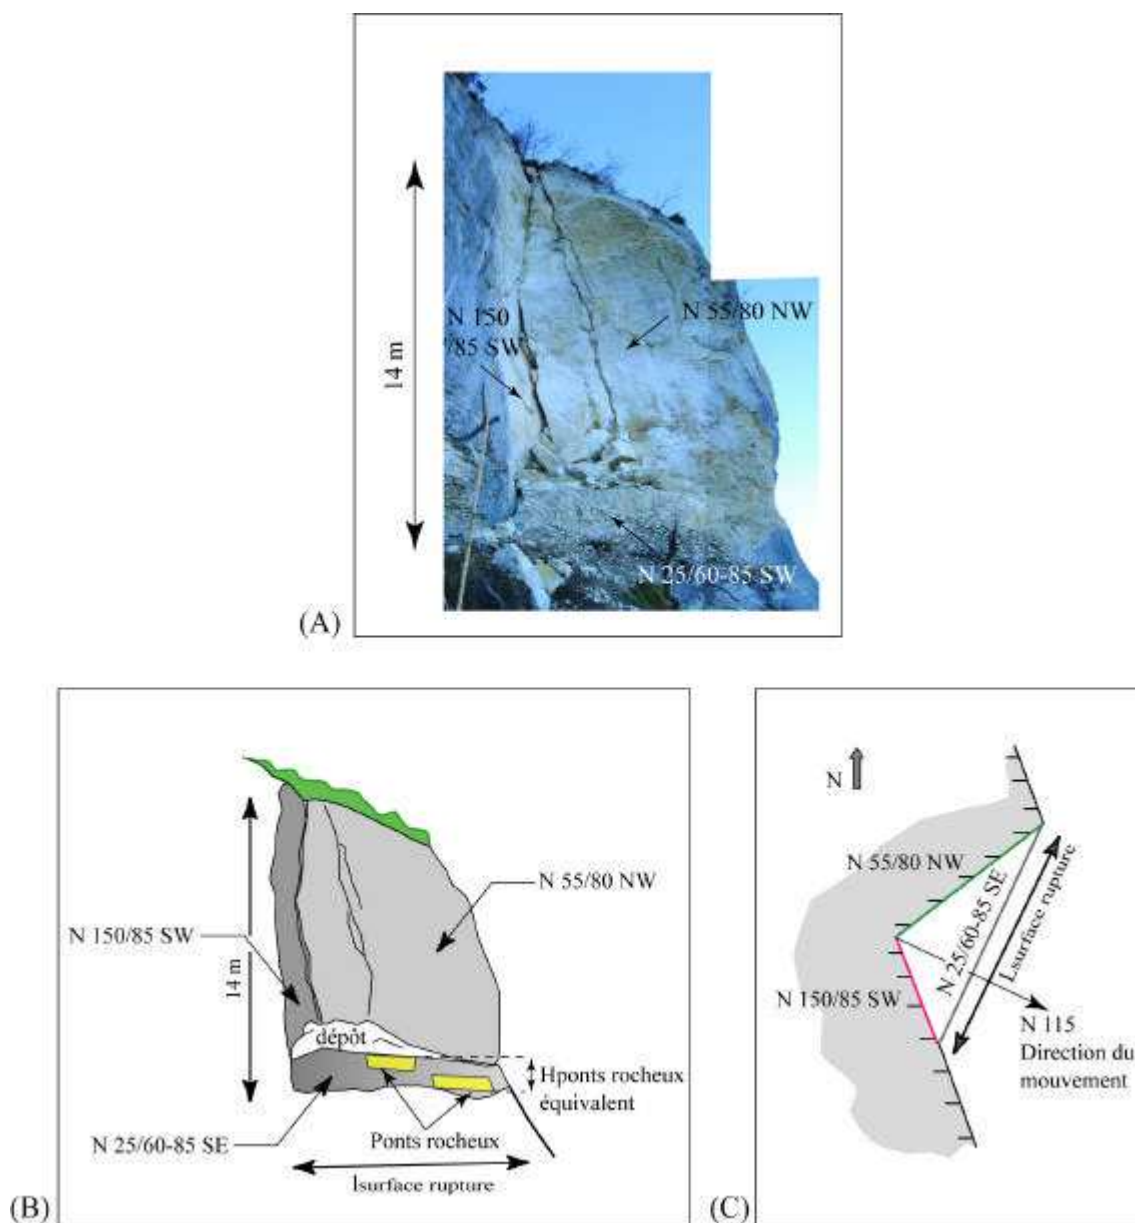 14 m
N 150
/85 SW
N 55/80 NW
N 25/60-85 SW
(A)
N 55/80 NW
N 150/85 SW
14 m
dépôt
Hponts rocheux
équivalent
N 25/60-85 SE
Ponts rocheux
lsurface rupture
(B)
N
N 55/80 NW
N 25/60-85 SE
Lsurface rupture
N 150/85 SW
N 115
Direction du
mouvement
(C)